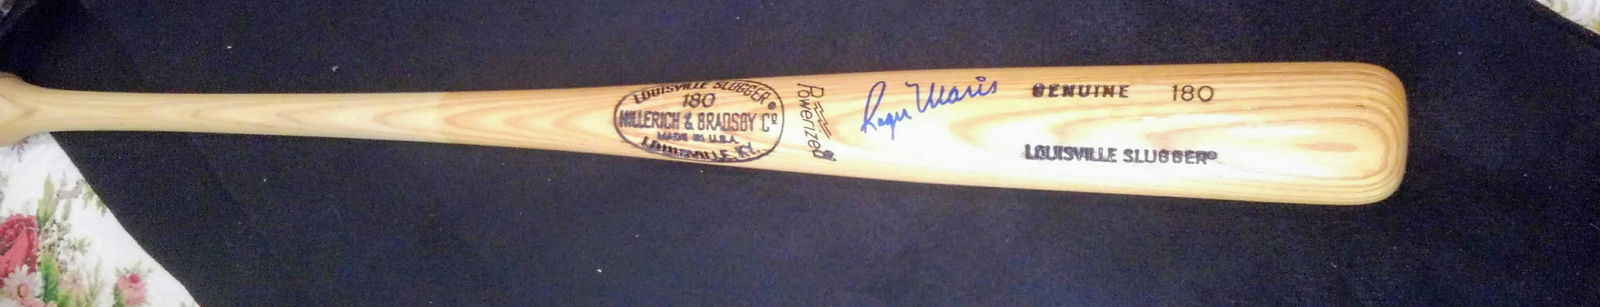 LOUISVILLE SLUGGER®
180
HILLERICH & BRADSBY Cº
MADE IN U.S.A.
LOUISVILLE, KY.
Powerized®
Roger Maris
GENUINE 180
LOUISVILLE SLUGGER®